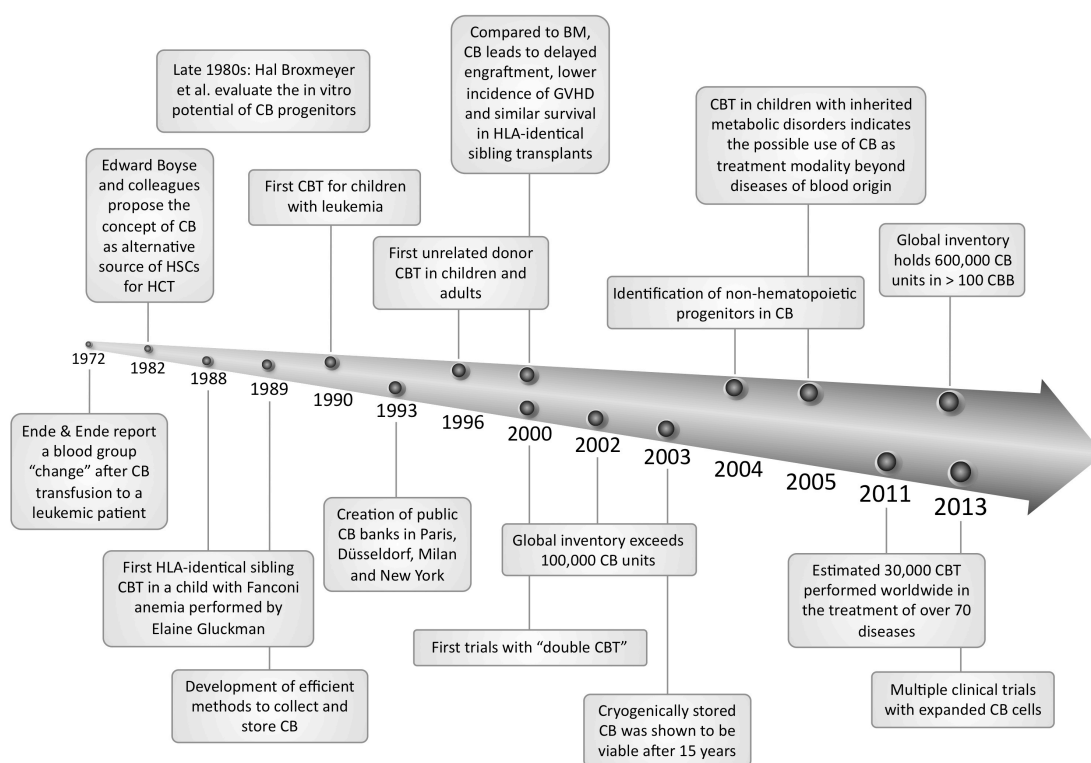 Late 1980s: Hal Broxmeyer
et al. evaluate the in vitro
potential of CB progenitors
Compared to BM,
CB leads to delayed
engraftment, lower
incidence of GVHD
and similar survival
in HLA-identical
sibling transplants
CBT in children with inherited
metabolic disorders indicates
the possible use of CB as
treatment modality beyond
diseases of blood origin
Edward Boyse
and colleagues
propose the
concept of CB
as alternative
source of HSCs
for HCT
First CBT for children
with leukemia
First unrelated donor
CBT in children and
adults
Identification of non-hematopoietic
progenitors in CB
Global inventory
holds 600,000 CB
units in > 100 CBB
1972
1982
1988
1989
1990
1993
1996
2000
2002
2003
2004
2005
2011
2013
Ende & Ende report
a blood group
“change” after CB
transfusion to a
leukemic patient
First HLA-identical sibling
CBT in a child with Fanconi
anemia performed by
Elaine Gluckman
Development of efficient
methods to collect and
store CB
Creation of public
CB banks in Paris,
Düsseldorf, Milan
and New York
Global inventory exceeds
100,000 CB units
First trials with “double CBT”
Cryogenically stored
CB was shown to be
viable after 15 years
Estimated 30,000 CBT
performed worldwide in
the treatment of over 70
diseases
Multiple clinical trials
with expanded CB cells